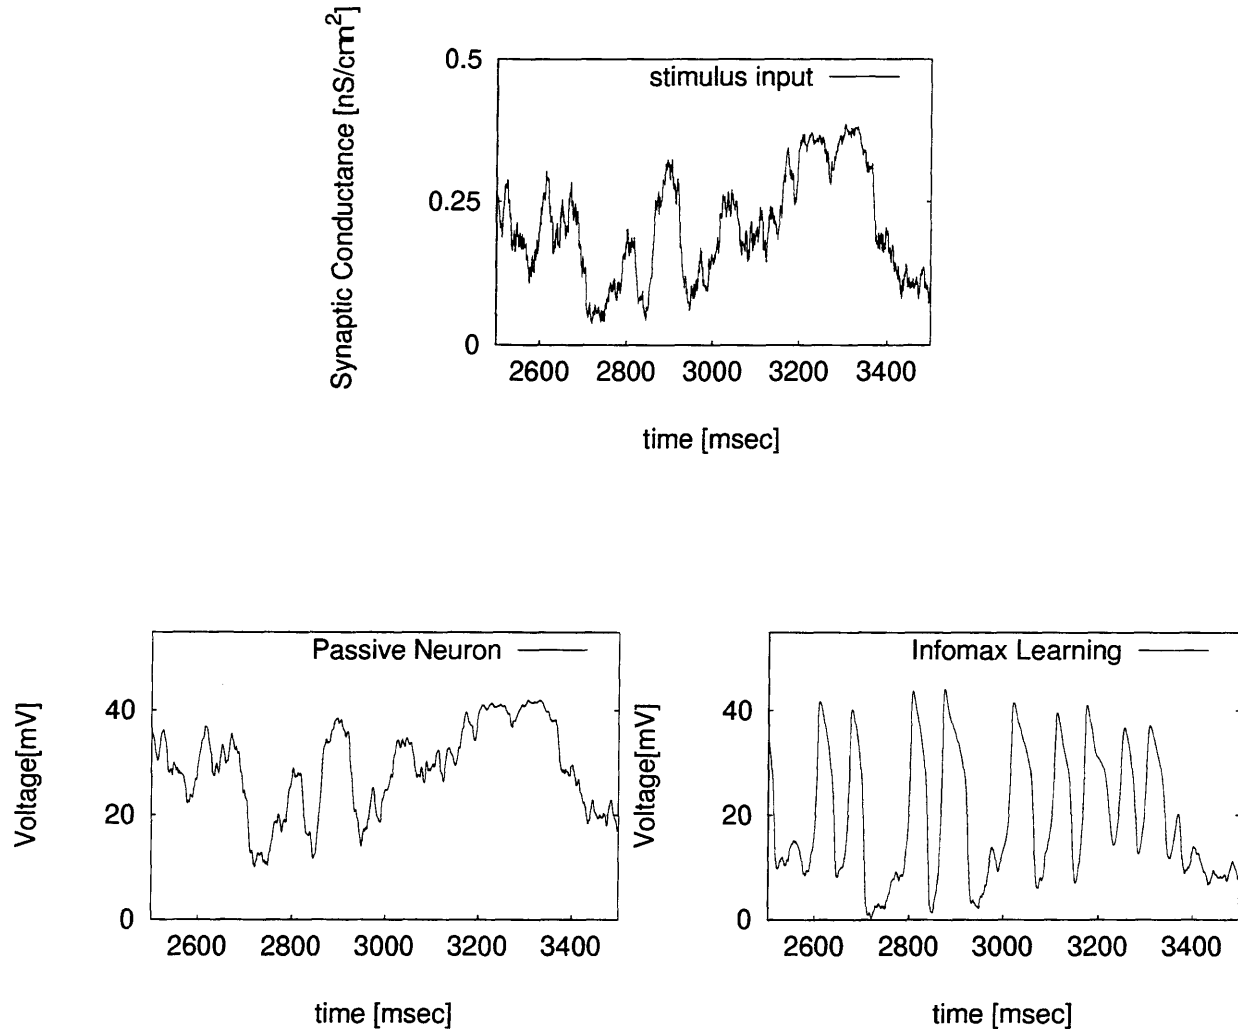 Synaptic Conductance [nS/cm²]
0.5
0.25
0
stimulus input
2600 2800 3000 3200 3400
time [msec]
Voltage[mV]
40
20
0
Passive Neuron
2600 2800 3000 3200 3400
time [msec]
Voltage[mV]
40
20
0
Infomax Learning
2600 2800 3000 3200 3400
time [msec]